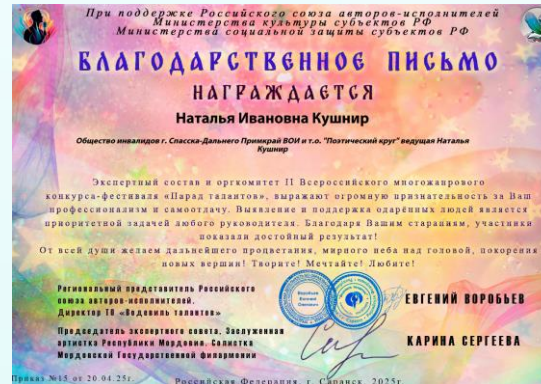 При поддержке Российского союза авторов-исполнителей
Министерства культуры субъектов РФ
Министерства социальной защиты субъектов РФ
БЛАГОДАРСТВЕННОЕ ПИСЬМО
НАГРАЖДАЕТСЯ
Наталья Ивановна Кушнир
Общество инвалидов г. Спасска-Дальнего Примкрай ВОИ и т.о. "Поэтический круг" ведущая Наталья
Кушнир
Экспертный состав и оргкомитет II Всероссийского многожанрового
конкурса-фестиваля «Парад талантов», выражают огромную признательность за Ваш
профессионализм и самоотдачу. Выявление и поддержка одарённых людей является
приоритетной задачей любого руководителя. Благодаря Вашим стараниям, участники
показали достойный результат!
От всей души желаем дальнейшего процветания, мирного неба над головой, покорения
новых вершин! Творите! Мечтайте! Любите!
Региональный представитель Российского
союза авторов-исполнителей.
Директор ТО «Водевиль талантов»
ЕВГЕНИЙ ВОРОБЬЕВ
Председатель экспертного совета, Заслуженная
артистка Республики Мордовия. Солистка
Мордовской Государственной филармонии
КАРИНА СЕРГЕЕВА
Приказ №15 от 20.04.25г.
Российская Федерация, г. Саранск, 2025г.